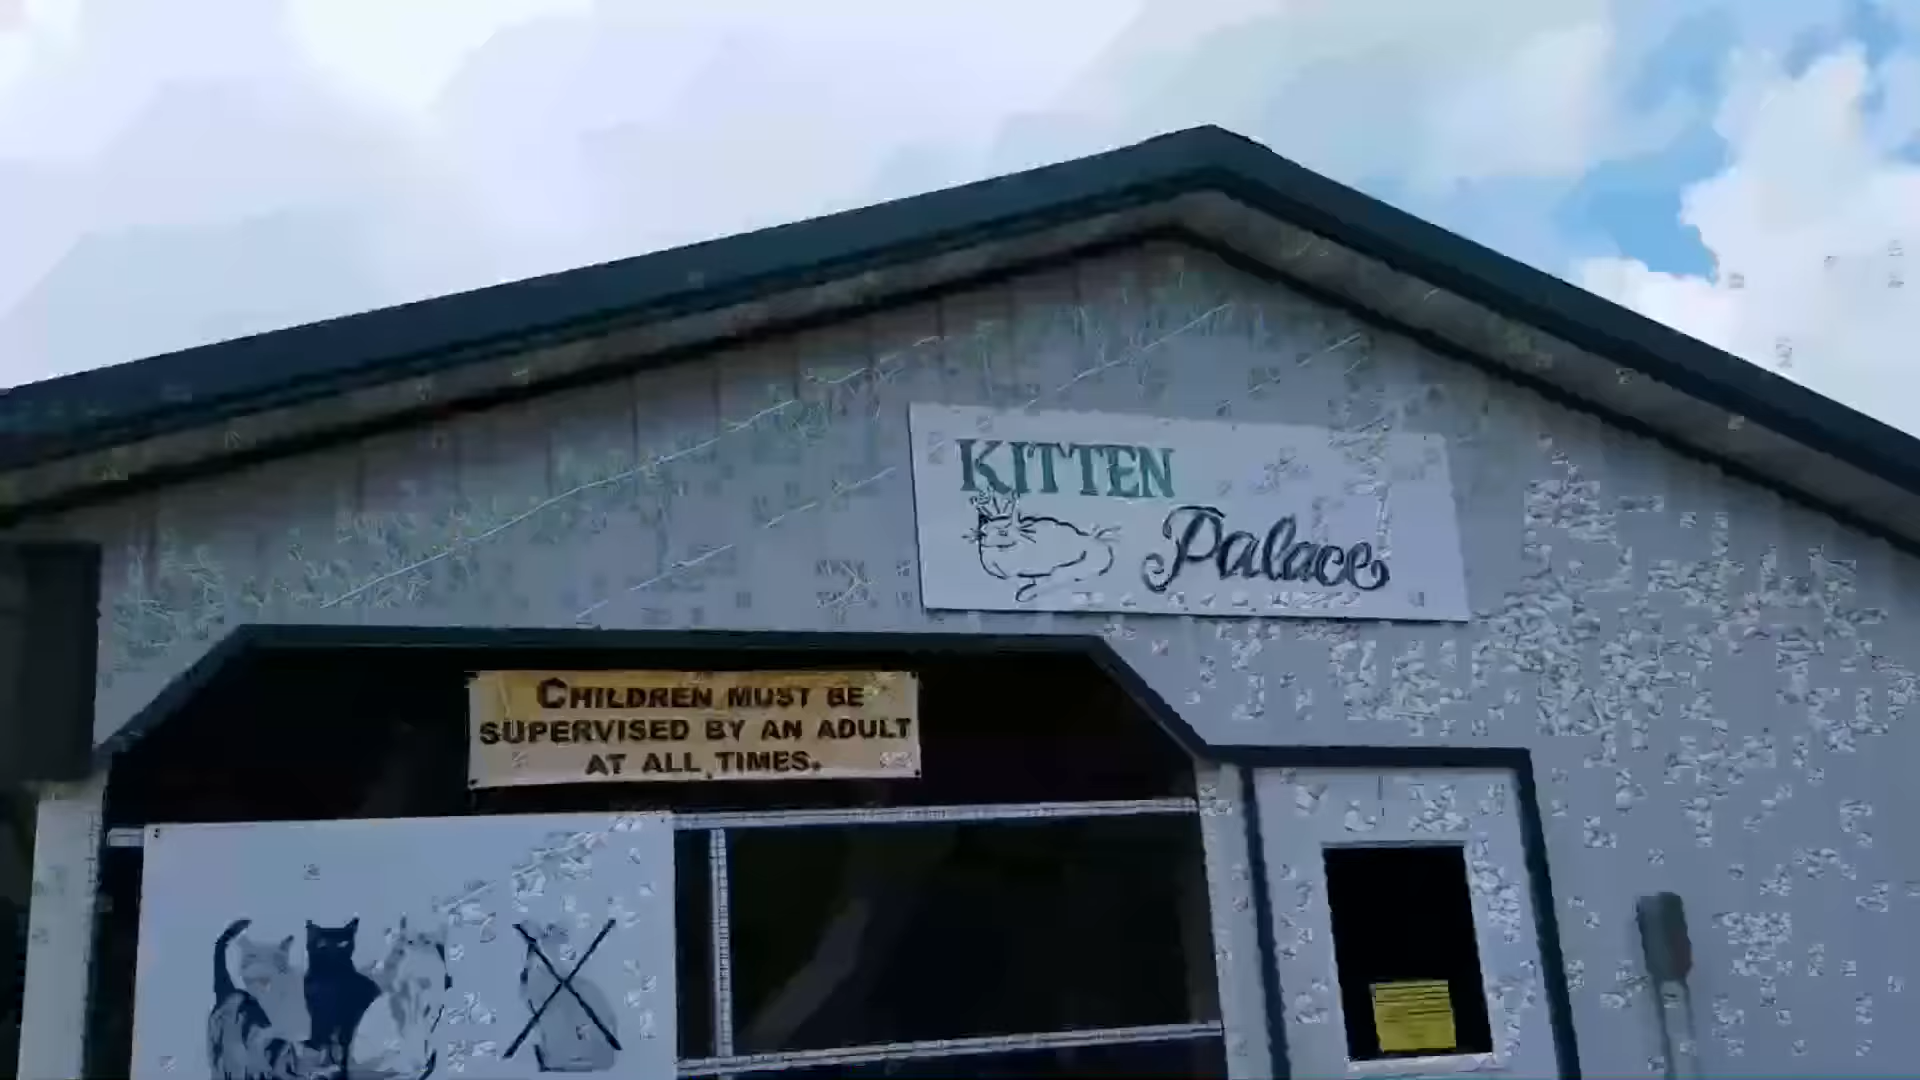 KITTEN
Palace
CHILDREN MUST BE
SUPERVISED BY AN ADULT
AT ALL TIMES.